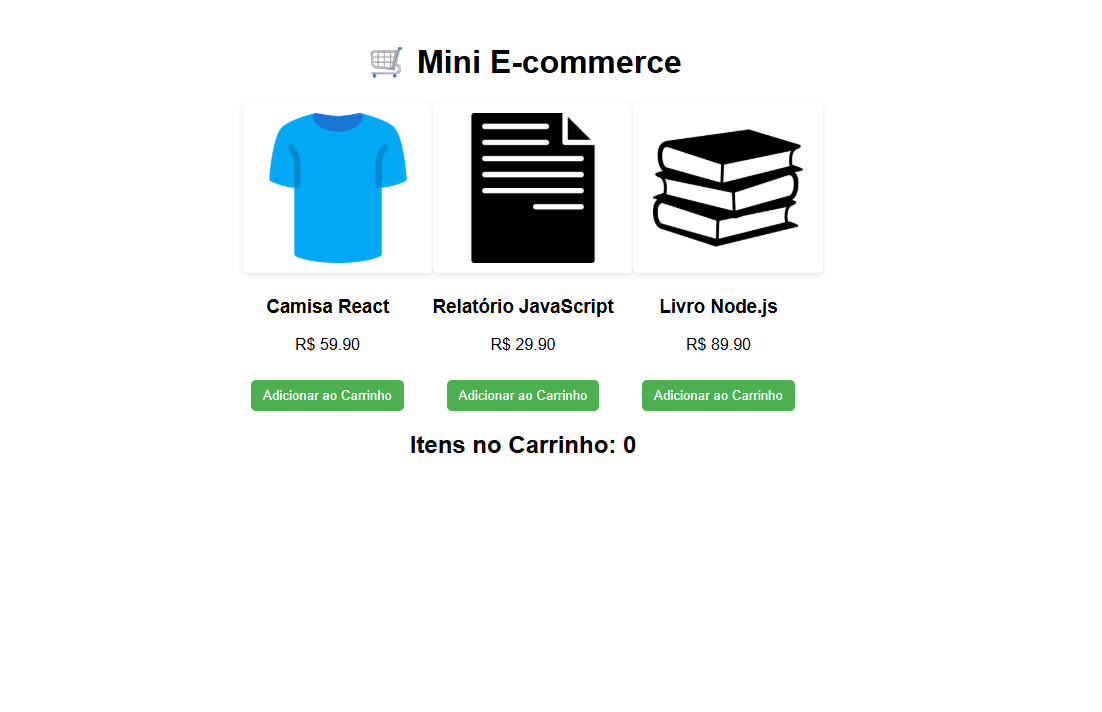 🛒 Mini E-commerce
Camisa React
Relatório JavaScript
Livro Node.js
R$ 59.90
R$ 29.90
R$ 89.90
Adicionar ao Carrinho
Adicionar ao Carrinho
Adicionar ao Carrinho
Itens no Carrinho: 0